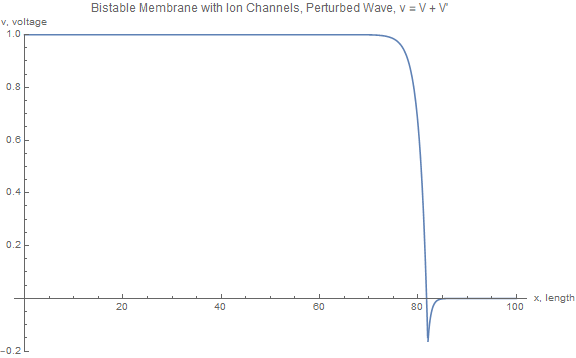 Bistable Membrane with Ion Channels, Perturbed Wave, v = V + V'
v, voltage
1.0
0.8
0.6
0.4
0.2
20 40 60 80 100 x, length
-0.2